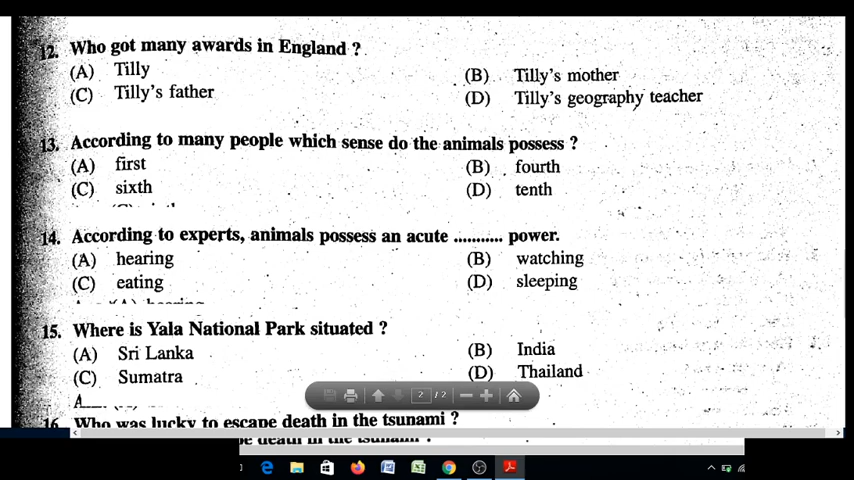 12. Who got many awards in England ?
(A) Tilly
(B) Tilly's mother
(C) Tilly's father
(D) Tilly's geography teacher
13. According to many people which sense do the animals possess ?
(A) first
(B) fourth
(C) sixth
(D) tenth
14. According to experts, animals possess an acute ........... power.
(A) hearing
(B) watching
(C) eating
(D) sleeping
15. Where is Yala National Park situated ?
(A) Sri Lanka
(B) India
(C) Sumatra
(D) Thailand
2 / 2
16. Who was lucky to escape death in the tsunami ?